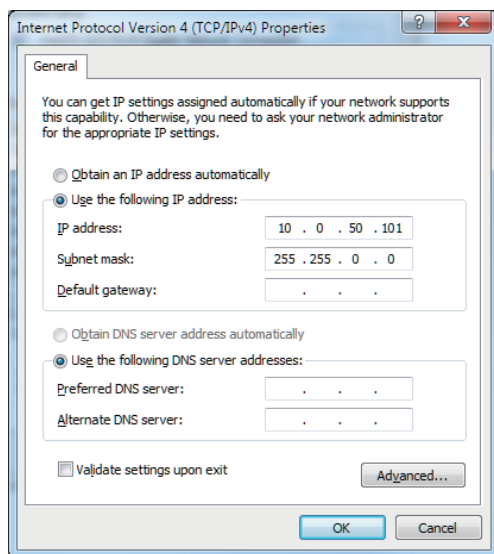 Internet Protocol Version 4 (TCP/IPv4) Properties
General
You can get IP settings assigned automatically if your network supports
this capability. Otherwise, you need to ask your network administrator
for the appropriate IP settings.
Obtain an IP address automatically
Use the following IP address:
IP address: 10 . 0 . 50 . 101
Subnet mask: 255 . 255 . 0 . 0
Default gateway: . . .
Obtain DNS server address automatically
Use the following DNS server addresses:
Preferred DNS server: . . .
Alternate DNS server: . . .
Validate settings upon exit
Advanced...
OK Cancel